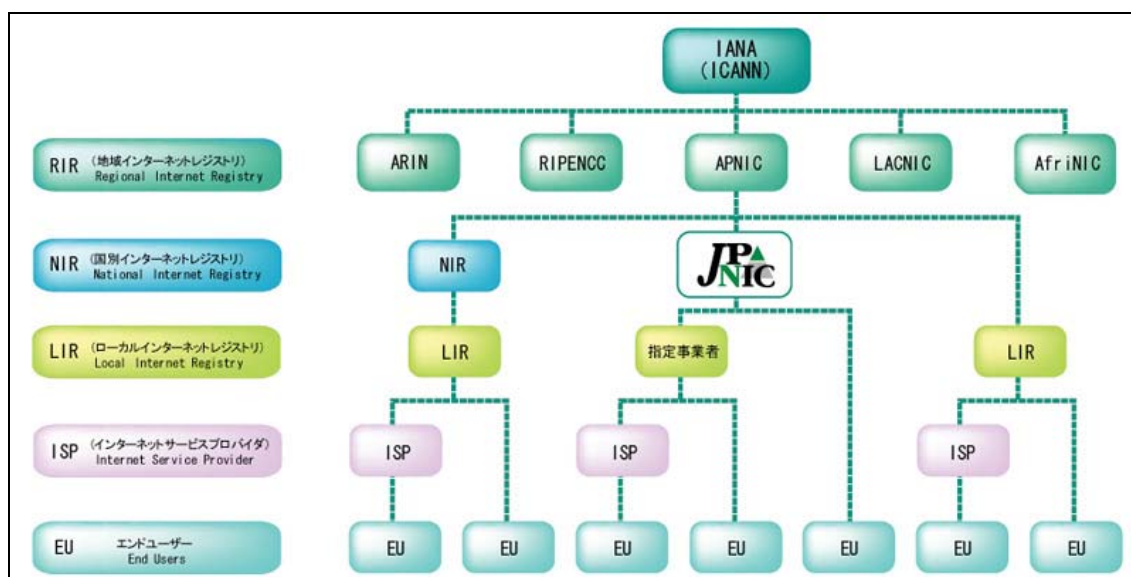 IANA
(ICANN)
RIR (地域インターネットレジストリ)
Regional Internet Registry
ARIN
RIPENCC
APNIC
LACNIC
AfriNIC
NIR (国別インターネットレジストリ)
National Internet Registry
NIR
JPNIC
LIR (ローカルインターネットレジストリ)
Local Internet Registry
LIR
指定事業者
LIR
ISP (インターネットサービスプロバイダ)
Internet Service Provider
ISP
ISP
ISP
EU エンドユーザー
End Users
EU
EU
EU
EU
EU
EU
EU